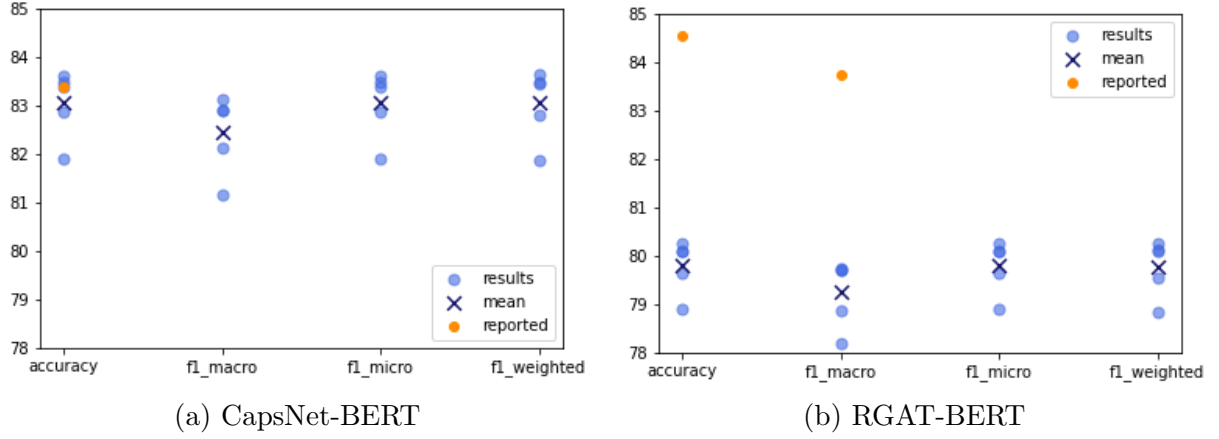 85
84
83
82
81
80
79
78
results
mean
reported
accuracy f1_macro f1_micro f1_weighted
(a) CapsNet-BERT
85
84
83
82
81
80
79
78
results
mean
reported
accuracy f1_macro f1_micro f1_weighted
(b) RGAT-BERT